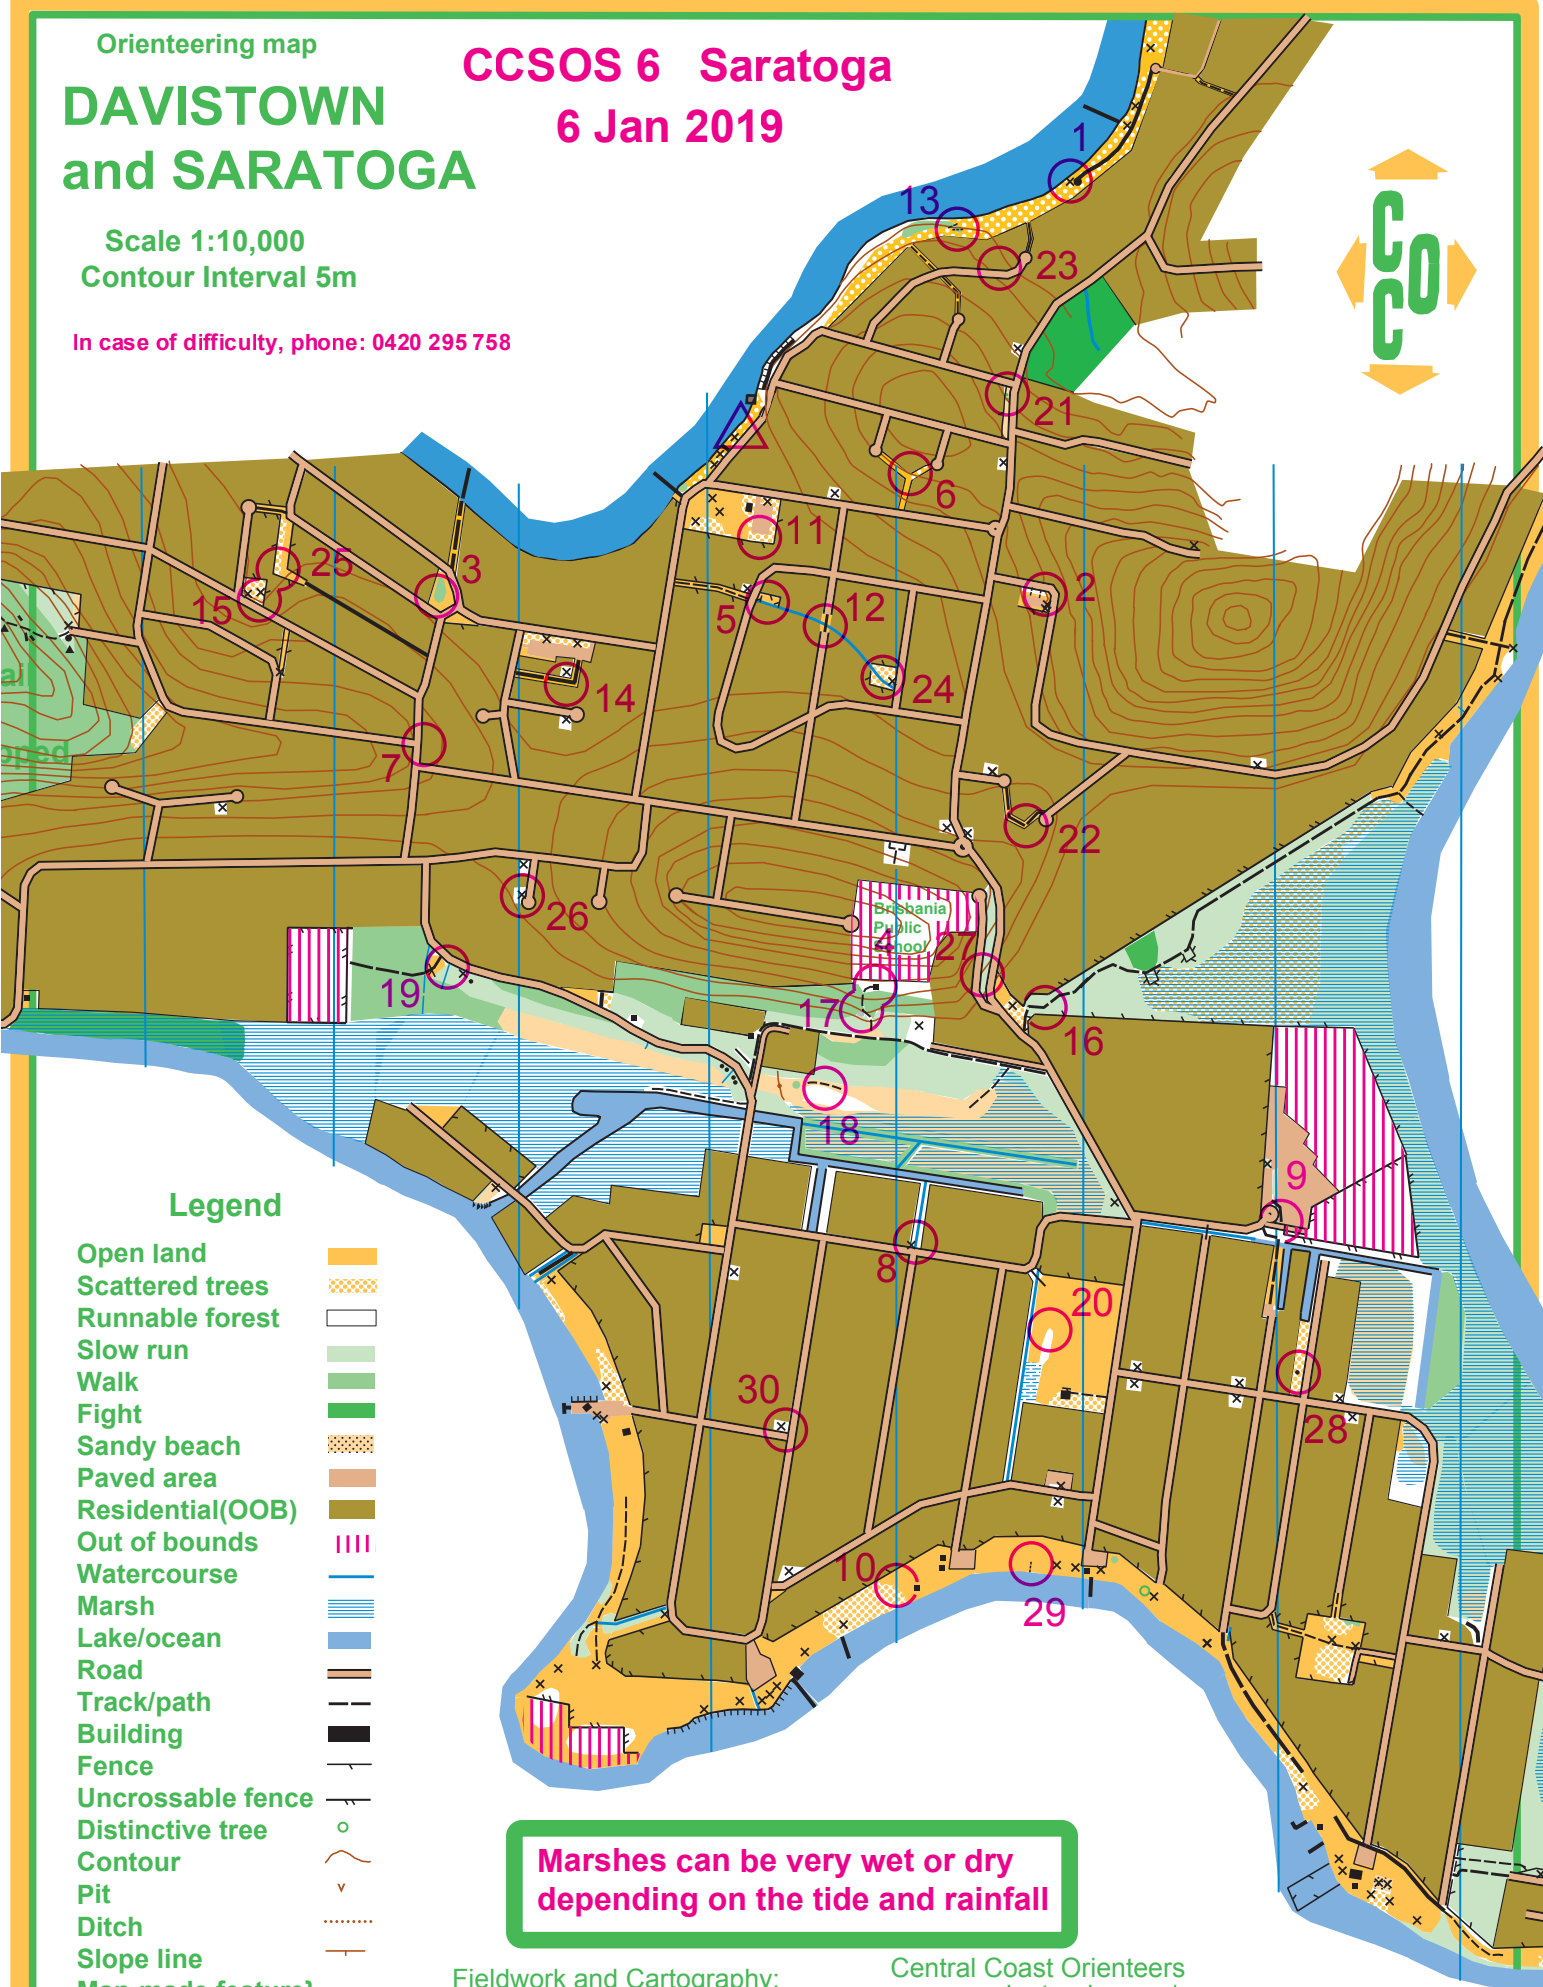 Orienteering map
DAVISTOWN
and SARATOGA
Scale 1:10,000
Contour Interval 5m
In case of difficulty, phone: 0420 295 758
CCSOS 6 Saratoga
6 Jan 2019
COC
1
13
23
21
6
11
25
3
15
5
12
2
24
14
7
22
26
Brisbania
Public
School
4
27
19
17
16
18
9
8
20
30
28
10
29
oped
Legend
Open land
Scattered trees
Runnable forest
Slow run
Walk
Fight
Sandy beach
Paved area
Residential(OOB)
Out of bounds
Watercourse
Marsh
Lake/ocean
Road
Track/path
Building
Fence
Uncrossable fence
Distinctive tree
Contour
Pit
Ditch
Slope line
Man made feature}
Marshes can be very wet or dry
depending on the tide and rainfall
Fieldwork and Cartography:
Central Coast Orienteers